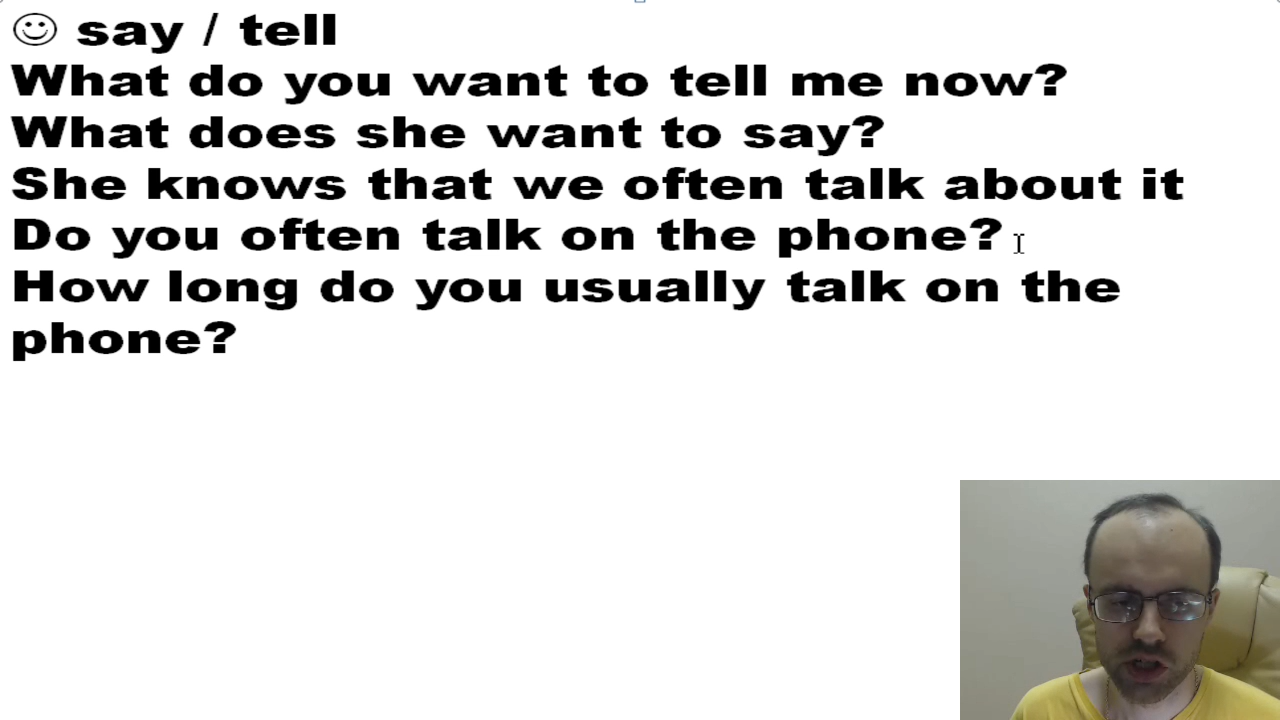 ☺ say / tell
What do you want to tell me now?
What does she want to say?
She knows that we often talk about it
Do you often talk on the phone?
How long do you usually talk on the
phone?